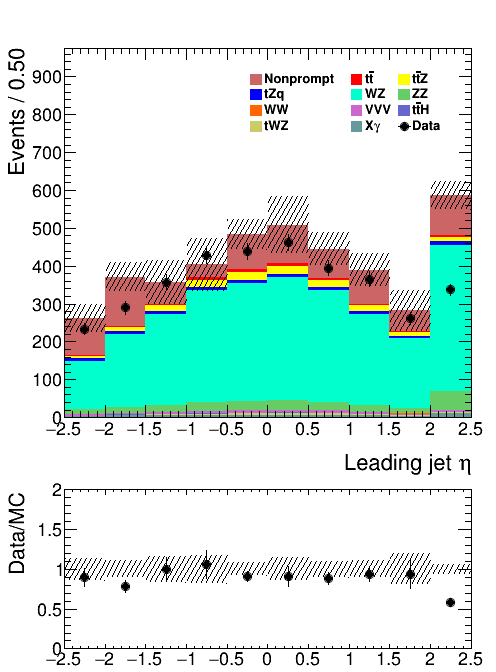 Events / 0.50
900
800
700
600
500
400
300
200
100
0
Nonprompt tt̄ tt̄Z
tZq WZ ZZ
WW VVV tt̄H
tWZ Xγ Data
−2.5 −2 −1.5 −1 −0.5 0 0.5 1 1.5 2 2.5
Leading jet η
Data/MC
2
1.5
1
0.5
0
−2.5 −2 −1.5 −1 −0.5 0 0.5 1 1.5 2 2.5